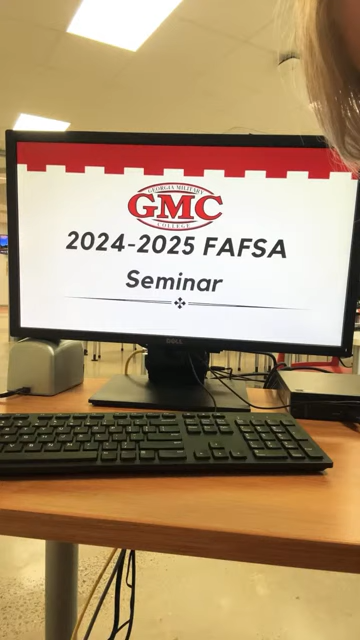 GEORGIA MILITARY
GMC
COLLEGE
2024-2025 FAFSA
Seminar
DELL